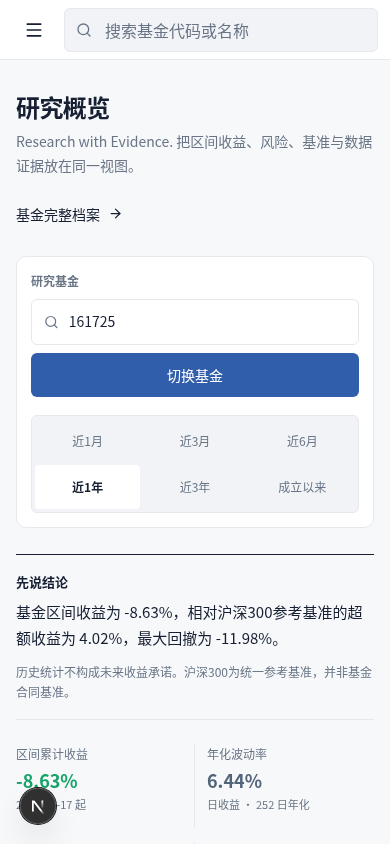 搜索基金代码或名称
研究概览
Research with Evidence. 把区间收益、风险、基准与数据
证据放在同一视图。
基金完整档案
研究基金
161725
切换基金
近1月 近3月 近6月
近1年 近3年 成立以来
先说结论
基金区间收益为 -8.63%，相对沪深300参考基准的超
额收益为 4.02%，最大回撤为 -11.98%。
历史统计不构成未来收益承诺。沪深300为统一参考基准，并非基金
合同基准。
区间累计收益 年化波动率
-8.63% 6.44%
-17 起 日收益 · 252 日年化
N